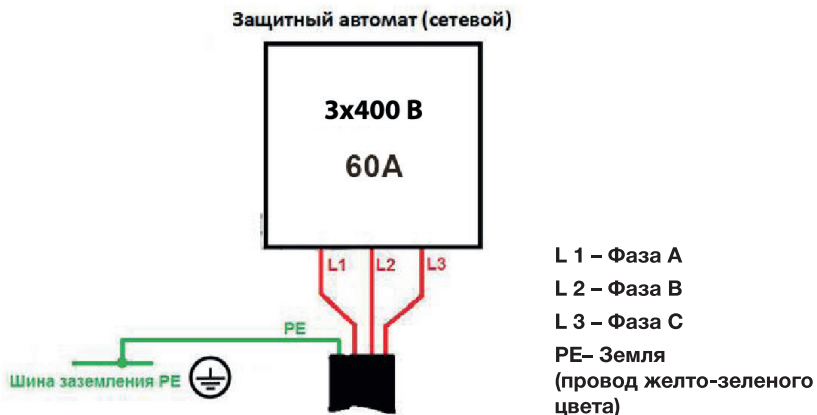 Защитный автомат (сетевой)
3x400 В
60А
L1
L2
L3
PE
Шина заземления PE
L 1 – Фаза А
L 2 – Фаза В
L 3 – Фаза С
PE– Земля
(провод желто-зеленого
цвета)